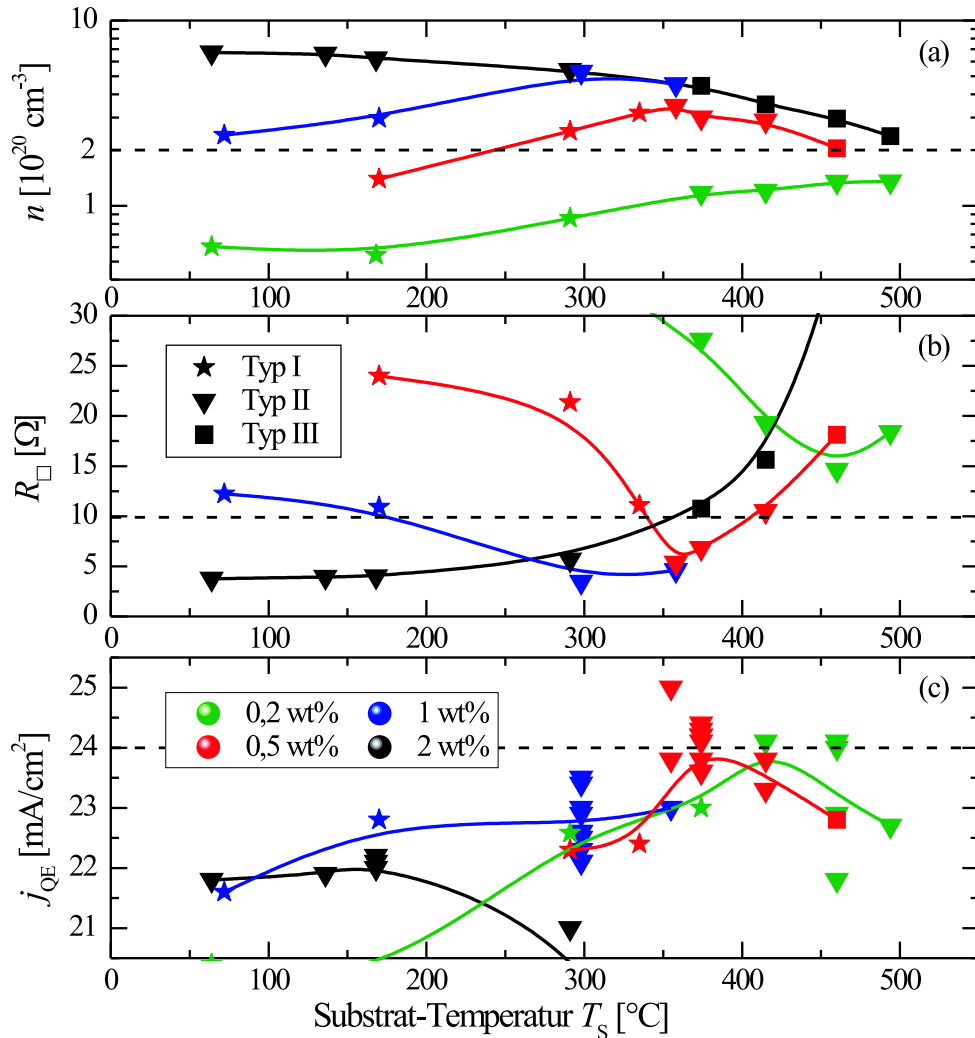 (a)
10
2
1
n [10²⁰ cm⁻³]
0 100 200 300 400 500
(b)
30
25
20
15
10
5
0
R□ [Ω]
Typ I
Typ II
Typ III
0 100 200 300 400 500
(c)
25
24
23
22
21
j_QE [mA/cm²]
0,2 wt% 1 wt%
0,5 wt% 2 wt%
0 100 200 300 400 500
Substrat-Temperatur T_S [°C]